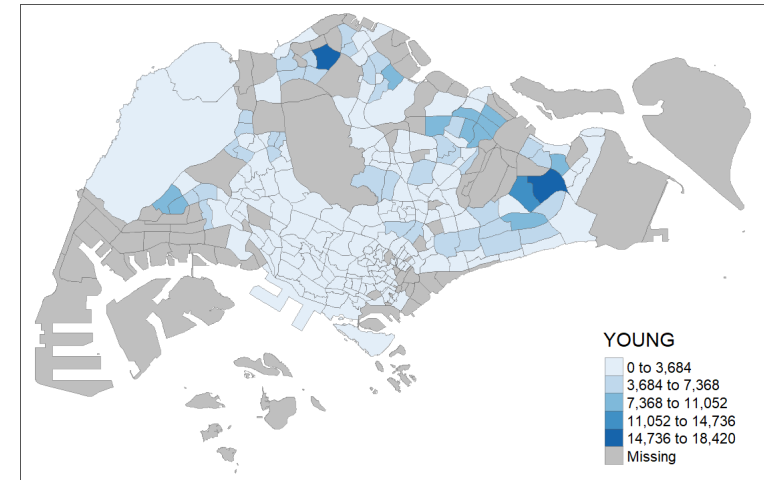 YOUNG
0 to 3,684
3,684 to 7,368
7,368 to 11,052
11,052 to 14,736
14,736 to 18,420
Missing